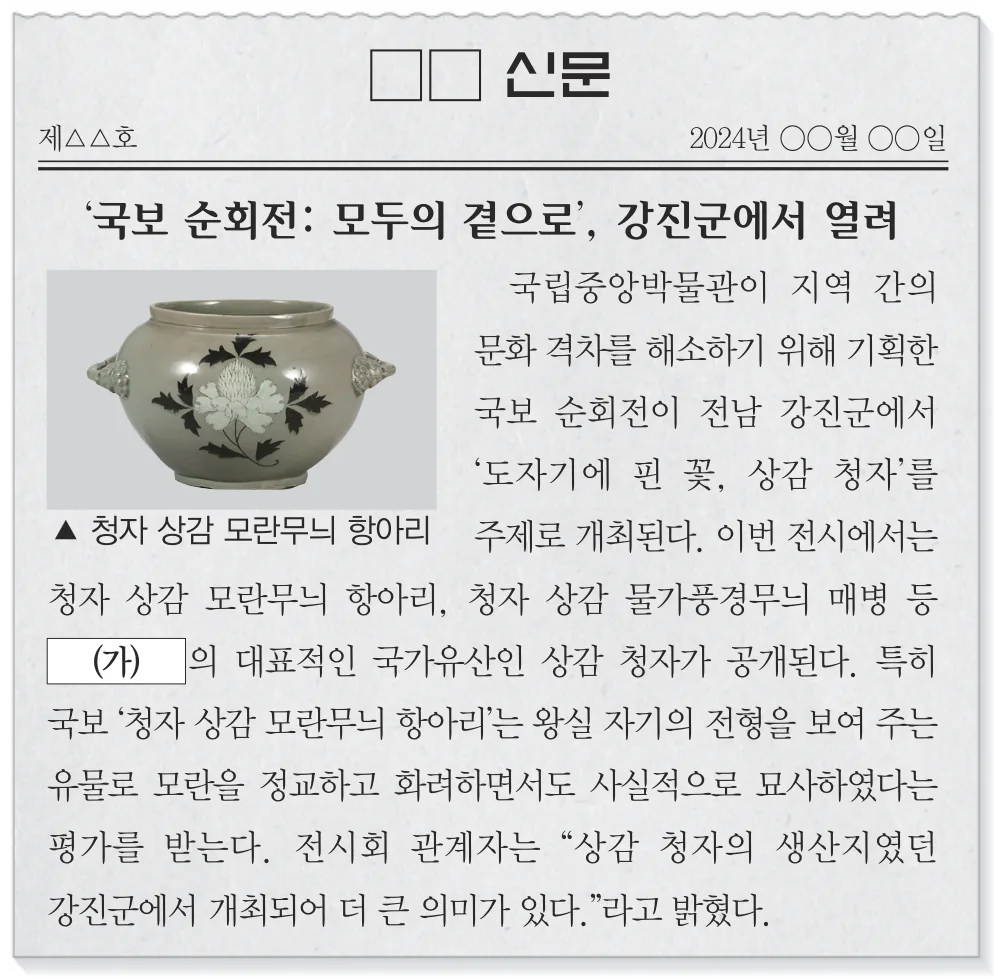 □□ 신문
제△△호 2024년 ○○월 ○○일
‘국보 순회전: 모두의 곁으로’, 강진군에서 열려
국립중앙박물관이 지역 간의
문화 격차를 해소하기 위해 기획한
국보 순회전이 전남 강진군에서
‘도자기에 핀 꽃, 상감 청자’를
주제로 개최된다. 이번 전시에서는
▲ 청자 상감 모란무늬 항아리
청자 상감 모란무늬 항아리, 청자 상감 물가풍경무늬 매병 등
(가)의 대표적인 국가유산인 상감 청자가 공개된다. 특히
국보 ‘청자 상감 모란무늬 항아리’는 왕실 자기의 전형을 보여 주는
유물로 모란을 정교하고 화려하면서도 사실적으로 묘사하였다는
평가를 받는다. 전시회 관계자는 “상감 청자의 생산지였던
강진군에서 개최되어 더 큰 의미가 있다.”라고 밝혔다.